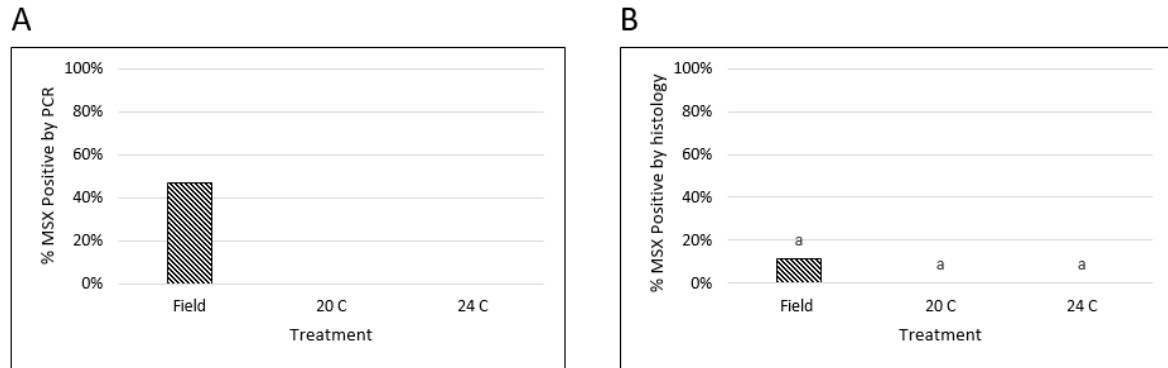 A
% MSX Positive by PCR
100%
80%
60%
40%
20%
0%
Field 20 C 24 C
Treatment
B
% MSX Positive by histology
100%
80%
60%
40%
20%
0%
a a a
Field 20 C 24 C
Treatment